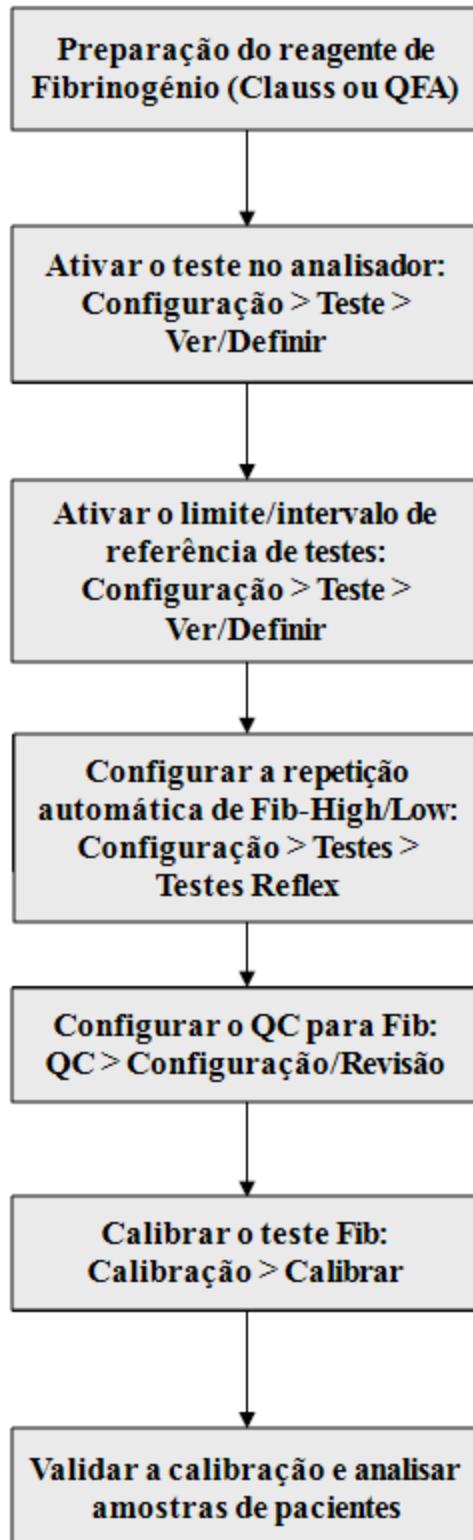 Preparação do reagente de
Fibrinogénio (Clauss ou QFA)
Ativar o teste no analisador:
Configuração > Teste >
Ver/Definir
Ativar o limite/intervalo de
referência de testes:
Configuração > Teste >
Ver/Definir
Configurar a repetição
automática de Fib-High/Low:
Configuração > Testes >
Testes Reflex
Configurar o QC para Fib:
QC > Configuração/Revisão
Calibrar o teste Fib:
Calibração > Calibrar
Validar a calibração e analisar
amostras de pacientes